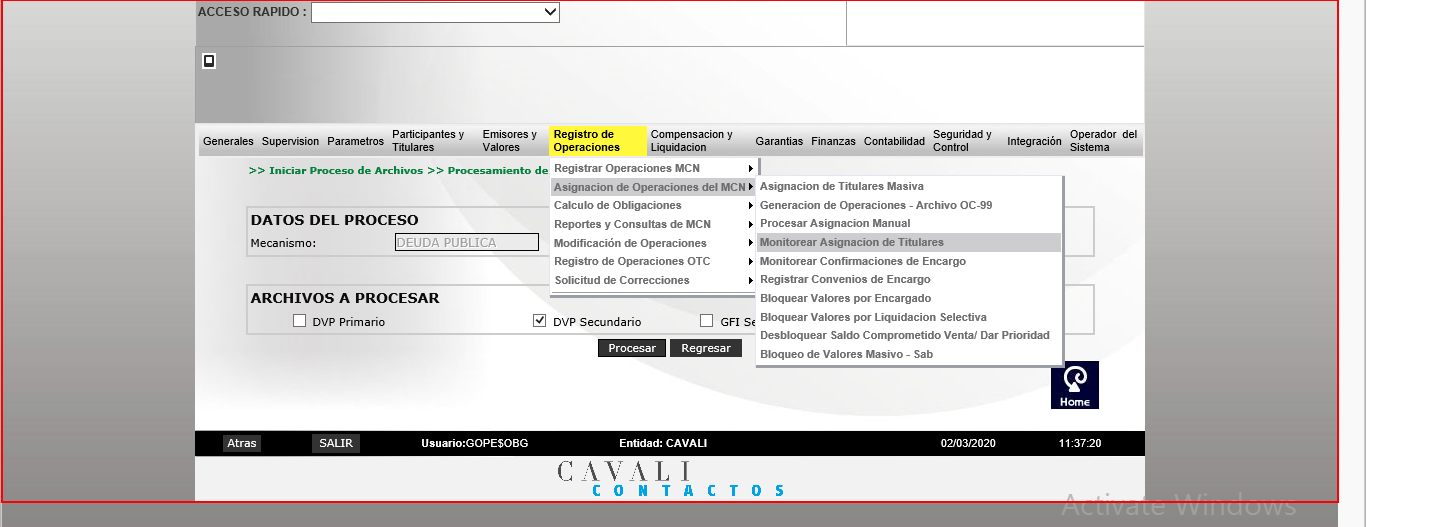 ACCESO RAPIDO :
Generales Supervision Parametros Participantes y Titulares Emisores y Valores Registro de Operaciones Compensacion y Liquidacion Garantias Finanzas Contabilidad Seguridad y Control Integración Operador del Sistema
>> Iniciar Proceso de Archivos >> Procesamiento de
Registrar Operaciones MCN
Asignacion de Operaciones del MCN
Calculo de Obligaciones
Reportes y Consultas de MCN
Modificación de Operaciones
Registro de Operaciones OTC
Solicitud de Correcciones
Asignacion de Titulares Masiva
Generacion de Operaciones - Archivo OC-99
Procesar Asignacion Manual
Monitorear Asignacion de Titulares
Monitorear Confirmaciones de Encargo
Registrar Convenios de Encargo
Bloquear Valores por Encargado
Bloquear Valores por Liquidacion Selectiva
Desbloquear Saldo Comprometido Venta/ Dar Prioridad
Bloqueo de Valores Masivo - Sab
DATOS DEL PROCESO
Mecanismo: DEUDA PUBLICA
ARCHIVOS A PROCESAR
DVP Primario DVP Secundario GFI Se
Procesar Regresar
Home
Atras SALIR Usuario:GOPE$OBG Entidad: CAVALI 02/03/2020 11:37:20
CAVALI
CONTACTOS
Activate Windows